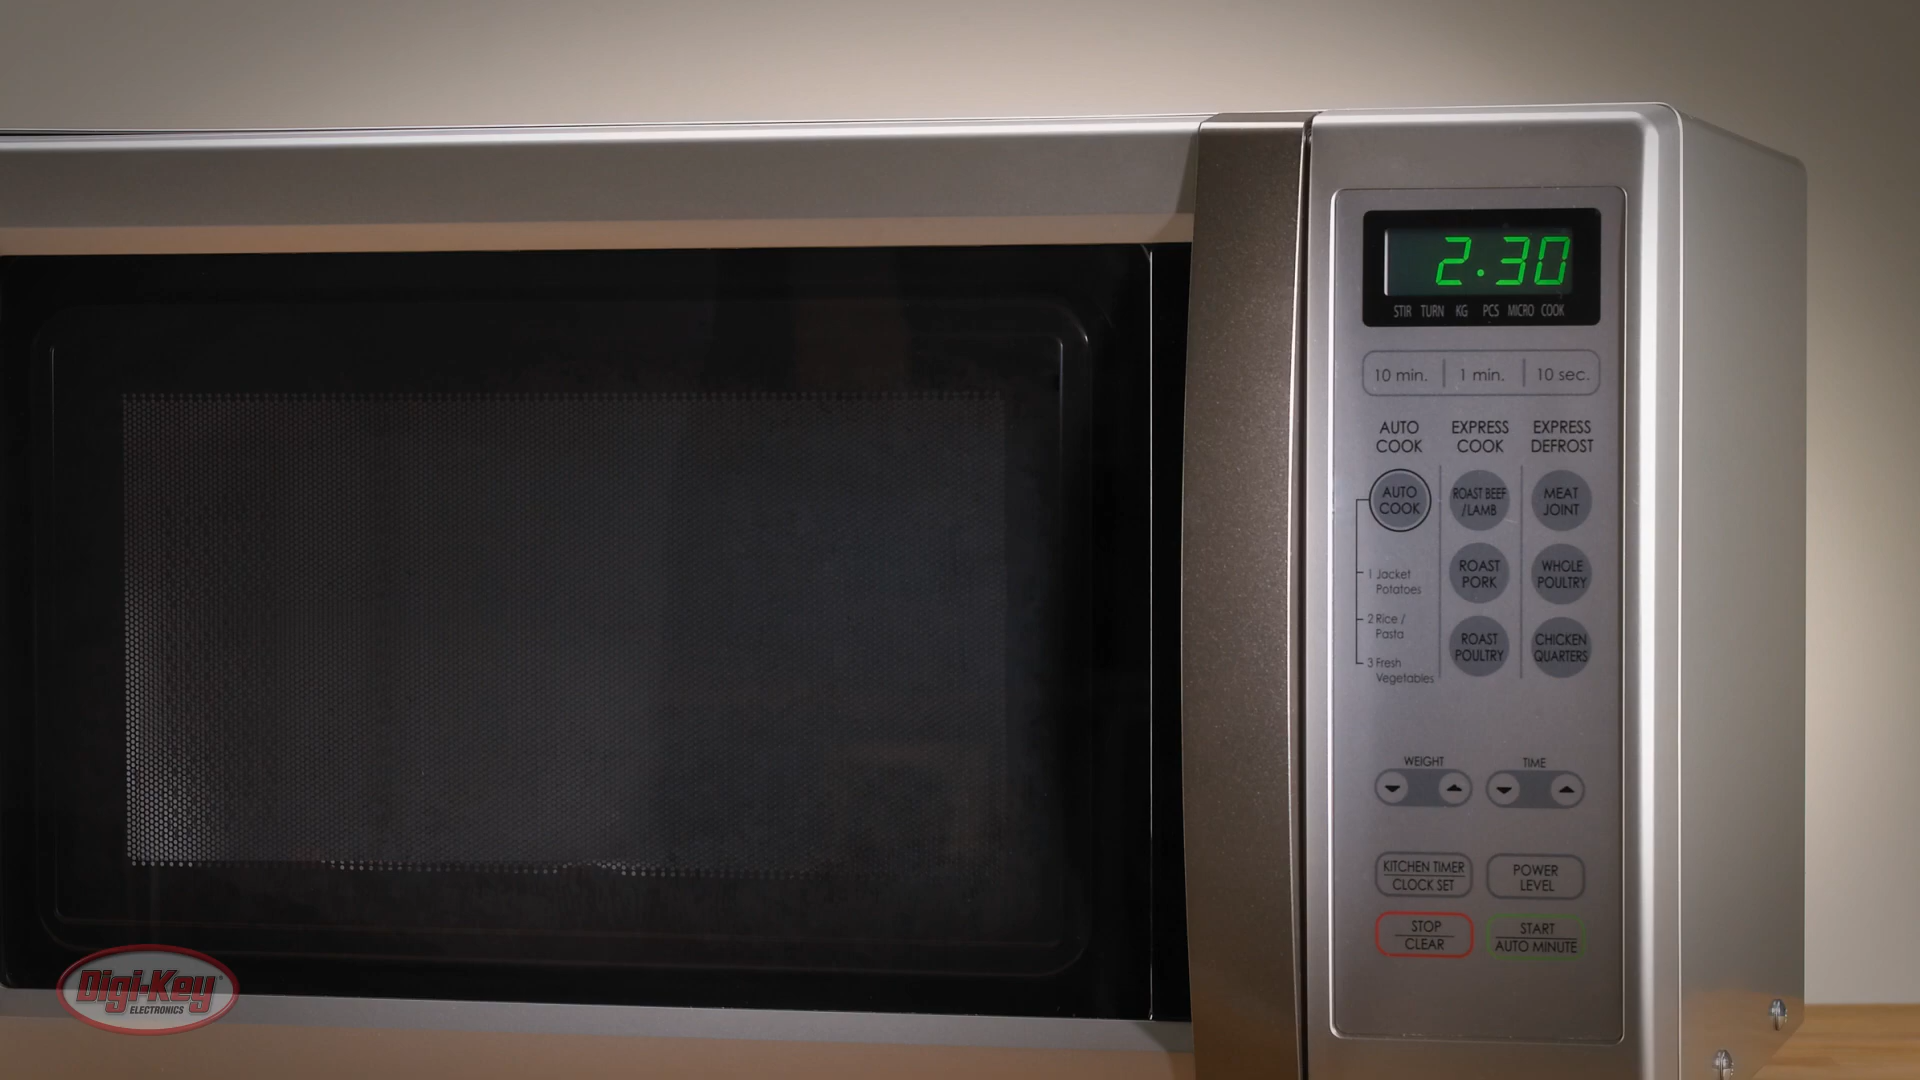 2.30
STIR TURN KG PCS MICRO COOK
10 min. 1 min. 10 sec.
AUTO COOK
EXPRESS COOK
EXPRESS DEFROST
AUTO COOK
ROAST BEEF /LAMB
MEAT JOINT
1 Jacket Potatoes
ROAST PORK
WHOLE POULTRY
2 Rice / Pasta
3 Fresh Vegetables
ROAST POULTRY
CHICKEN QUARTERS
WEIGHT
TIME
KITCHEN TIMER
CLOCK SET
POWER LEVEL
STOP
CLEAR
START
AUTO MINUTE
Digi-Key
ELECTRONICS